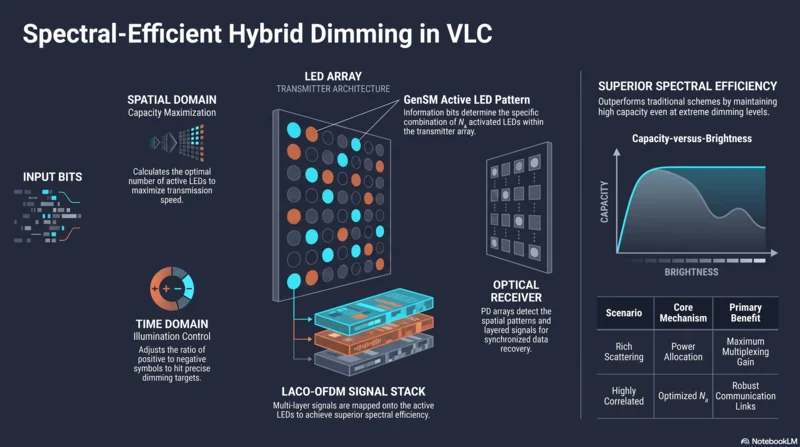 Spectral-Efficient Hybrid Dimming in VLC
INPUT BITS
SPATIAL DOMAIN
Capacity Maximization
Calculates the optimal
number of active LEDs to
maximize transmission
speed.
+ + −
TIME DOMAIN
Illumination Control
Adjusts the ratio of
positive to negative
symbols to hit precise
dimming targets.
LED ARRAY
TRANSMITTER ARCHITECTURE
GenSM Active LED Pattern
Information bits determine the specific
combination of Na activated LEDs within
the transmitter array.
OPTICAL
RECEIVER
PD arrays detect the
spatial patterns and
layered signals for
synchronized data
recovery.
LACO-OFDM SIGNAL STACK
Multi-layer signals are mapped onto the active
LEDs to achieve superior spectral efficiency.
SUPERIOR SPECTRAL EFFICIENCY
Outperforms traditional schemes by maintaining
high capacity even at extreme dimming levels.
Capacity-versus-Brightness
CAPACITY
BRIGHTNESS
Scenario Core Mechanism Primary Benefit
Rich Scattering Power Allocation Maximum Multiplexing Gain
Highly Correlated Optimized Na Robust Communication Links
NotebookLM